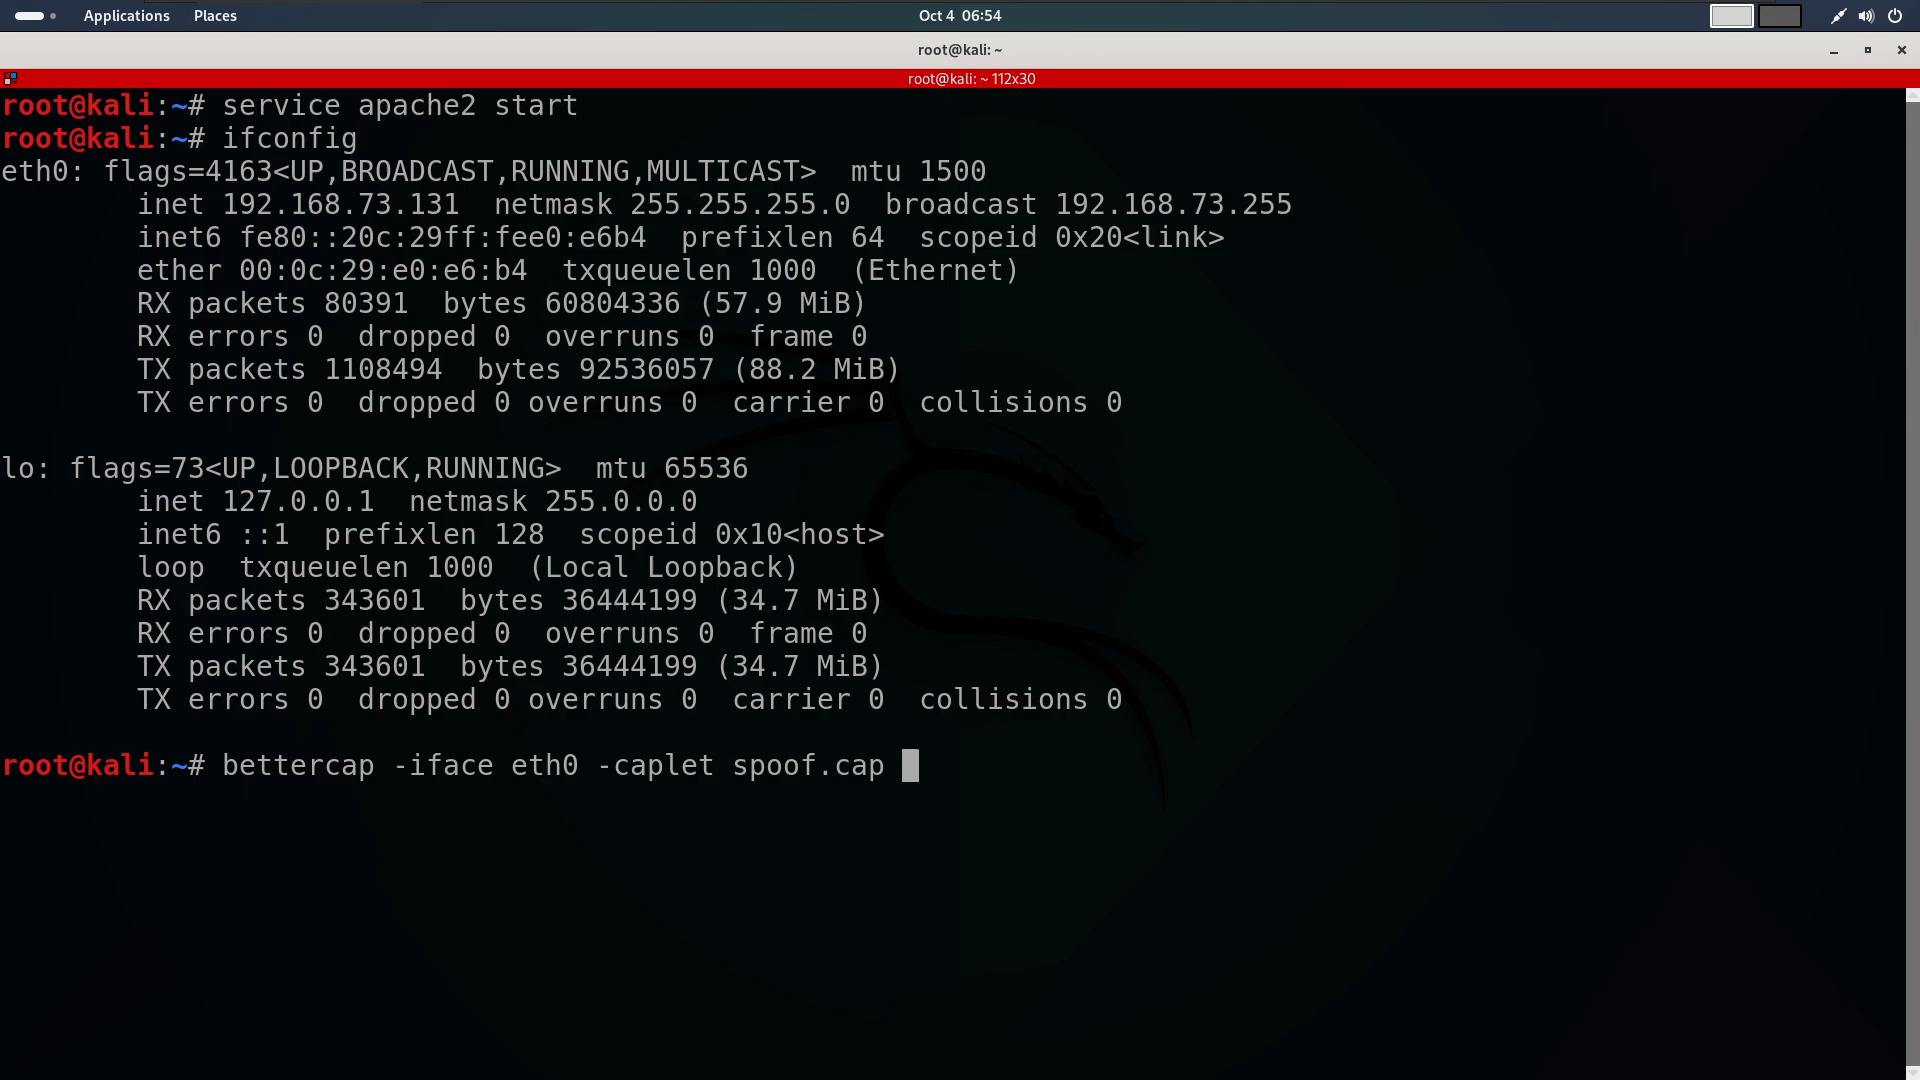 Applications Places Oct 4 06:54
root@kali: ~
root@kali: ~ 112x30
root@kali:~# service apache2 start
root@kali:~# ifconfig
eth0: flags=4163<UP,BROADCAST,RUNNING,MULTICAST>  mtu 1500
        inet 192.168.73.131  netmask 255.255.255.0  broadcast 192.168.73.255
        inet6 fe80::20c:29ff:fee0:e6b4  prefixlen 64  scopeid 0x20<link>
        ether 00:0c:29:e0:e6:b4  txqueuelen 1000  (Ethernet)
        RX packets 80391  bytes 60804336 (57.9 MiB)
        RX errors 0  dropped 0  overruns 0  frame 0
        TX packets 1108494  bytes 92536057 (88.2 MiB)
        TX errors 0  dropped 0 overruns 0  carrier 0  collisions 0

lo: flags=73<UP,LOOPBACK,RUNNING>  mtu 65536
        inet 127.0.0.1  netmask 255.0.0.0
        inet6 ::1  prefixlen 128  scopeid 0x10<host>
        loop  txqueuelen 1000  (Local Loopback)
        RX packets 343601  bytes 36444199 (34.7 MiB)
        RX errors 0  dropped 0  overruns 0  frame 0
        TX packets 343601  bytes 36444199 (34.7 MiB)
        TX errors 0  dropped 0 overruns 0  carrier 0  collisions 0

root@kali:~# bettercap -iface eth0 -caplet spoof.cap